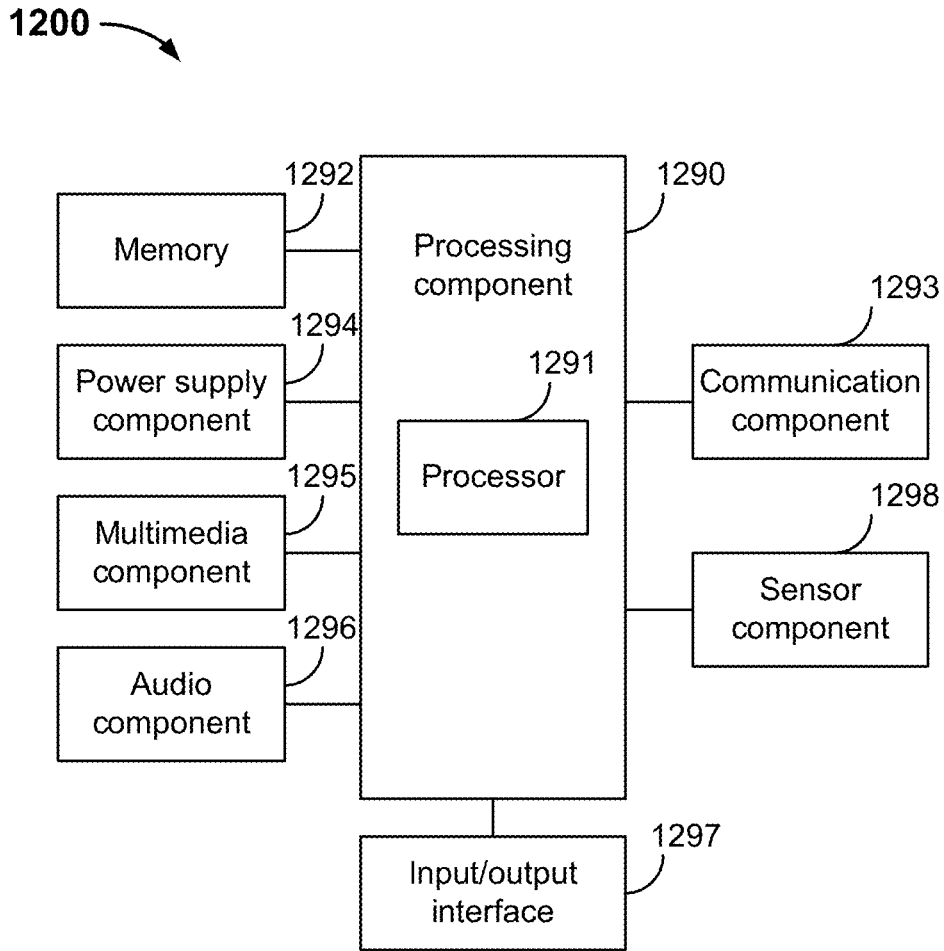 1200
1292
Memory
1290
Processing
component
1294
Power supply
component
1293
Communication
component
1291
Processor
1295
Multimedia
component
1298
Sensor
component
1296
Audio
component
1297
Input/output
interface